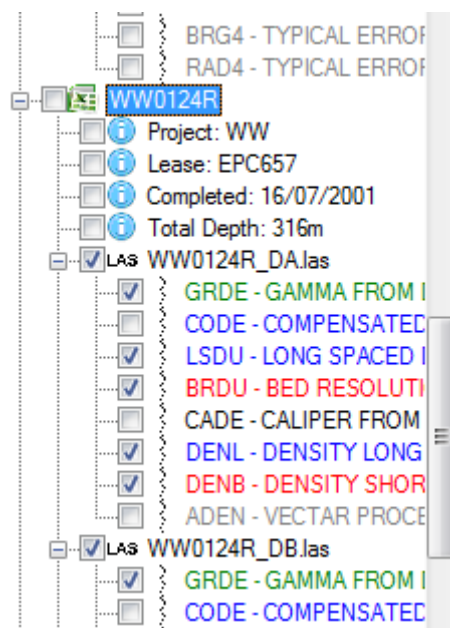 BRG4 - TYPICAL ERROR
RAD4 - TYPICAL ERROR
WW0124R
Project: WW
Lease: EPC657
Completed: 16/07/2001
Total Depth: 316m
LAS WW0124R_DA.las
GRDE - GAMMA FROM
CODE - COMPENSATED
LSDU - LONG SPACED
BRDU - BED RESOLUTI
CADE - CALIPER FROM
DENL - DENSITY LONG
DENB - DENSITY SHOR
ADEN - VECTAR PROCE
LAS WW0124R_DB.las
GRDE - GAMMA FROM
CODE - COMPENSATED